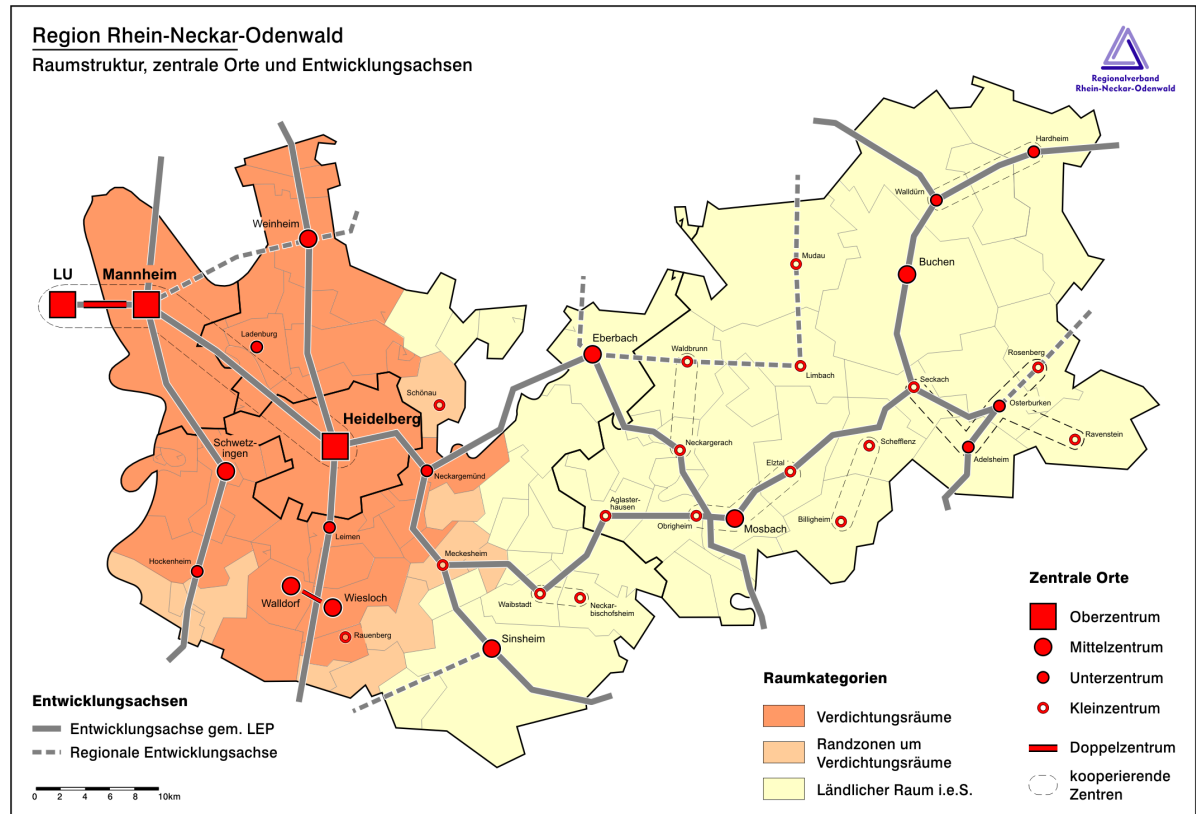 Region Rhein-Neckar-Odenwald
Raumstruktur, zentrale Orte und Entwicklungsachsen
Regionalverband
Rhein-Neckar-Odenwald
Hardheim
Walldürn
Weinheim
Mudau
Buchen
LU
Mannheim
Ladenburg
Eberbach
Waldbrunn
Limbach
Rosenberg
Seckach
Schönau
Osterburken
Heidelberg
Schwetz-
ingen
Neckargemünd
Neckargerach
Schefflenz
Ravenstein
Elztal
Adelsheim
Aglaster-
hausen
Obrigheim
Mosbach
Billigheim
Leimen
Hockenheim
Meckesheim
Walldorf
Wiesloch
Waibstadt
Neckar-
bischofsheim
Rauenberg
Sinsheim
Entwicklungsachsen
Entwicklungsachse gem. LEP
Regionale Entwicklungsachse
0 2 4 6 8 10km
Raumkategorien
Verdichtungsräume
Randzonen um
Verdichtungsräume
Ländlicher Raum i.e.S.
Zentrale Orte
Oberzentrum
Mittelzentrum
Unterzentrum
Kleinzentrum
Doppelzentrum
kooperierende
Zentren